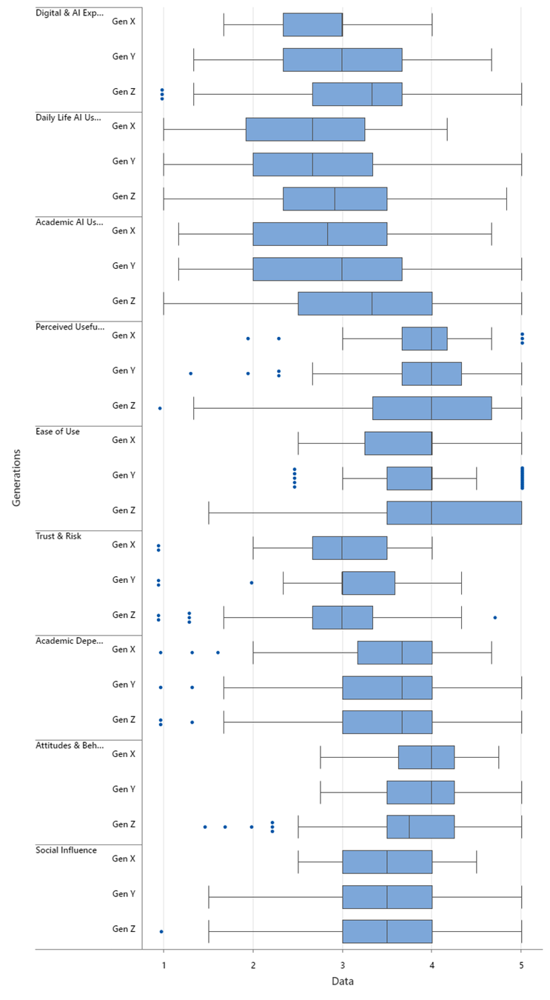 Digital & AI Exp...
Gen X
Gen Y
Gen Z
Daily Life AI Us...
Gen X
Gen Y
Gen Z
Academic AI Us...
Gen X
Gen Y
Gen Z
Perceived Usefu...
Gen X
Gen Y
Gen Z
Ease of Use
Gen X
Gen Y
Gen Z
Trust & Risk
Gen X
Gen Y
Gen Z
Academic Depe...
Gen X
Gen Y
Gen Z
Attitudes & Beh...
Gen X
Gen Y
Gen Z
Social Influence
Gen X
Gen Y
Gen Z
Generations
1 2 3 4 5
Data